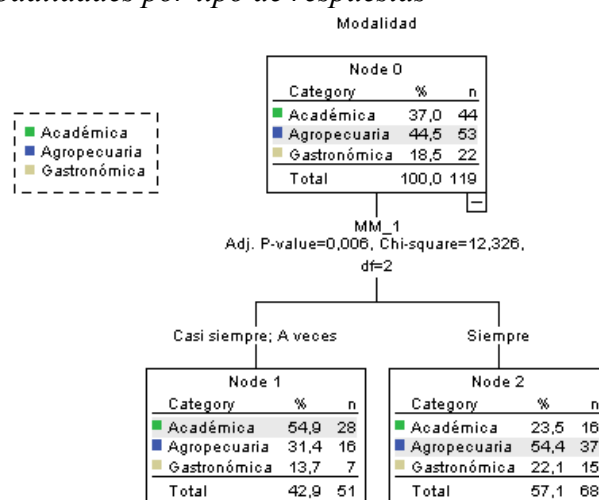 por tipo de respuestas
Modalidad
Académica
Agropecuaria
Gastronómica
Node 0
Category % n
Académica 37,0 44
Agropecuaria 44,5 53
Gastronómica 18,5 22
Total 100,0 119
MM_1
Adj. P-value=0,006, Chi-square=12,326,
df=2
Casi siempre; A veces
Siempre
Node 1
Category % n
Académica 54,9 28
Agropecuaria 31,4 16
Gastronómica 13,7 7
Total 42,9 51
Node 2
Category % n
Académica 23,5 16
Agropecuaria 54,4 37
Gastronómica 22,1 15
Total 57,1 68